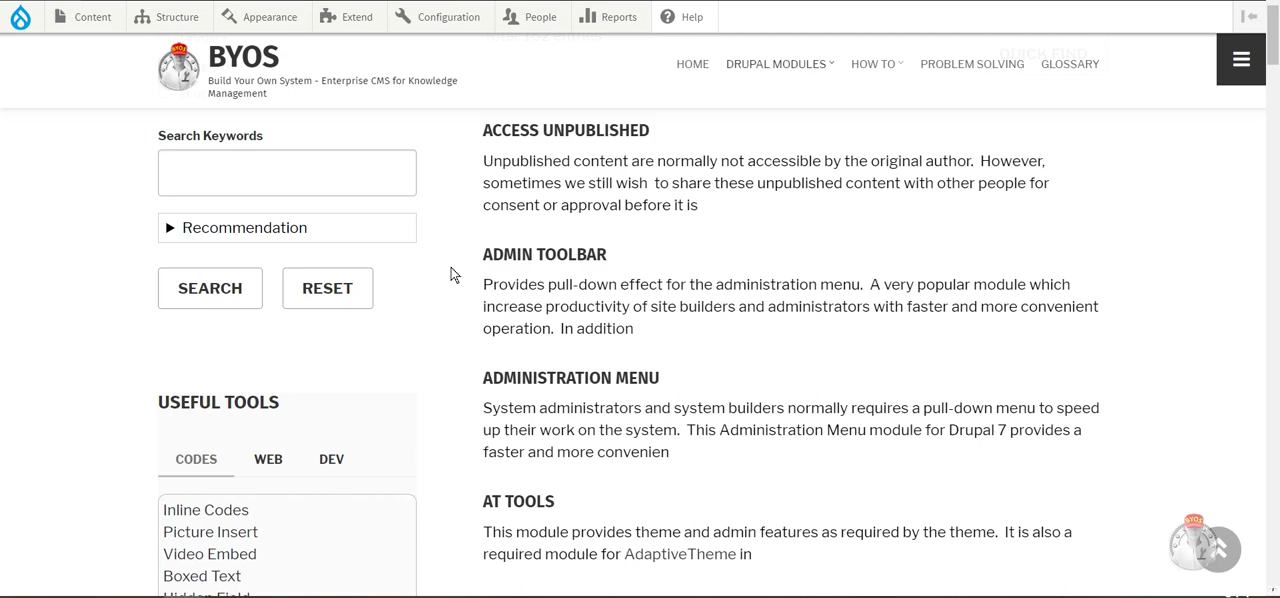 Content Structure Appearance Extend Configuration People Reports Help
Total 162 entries
BYOS
Build Your Own System - Enterprise CMS for Knowledge
Management
HOME DRUPAL MODULES HOW TO PROBLEM SOLVING GLOSSARY
QUICK FIND
Search Keywords
Recommendation
SEARCH RESET
USEFUL TOOLS
CODES WEB DEV
Inline Codes
Picture Insert
Video Embed
Boxed Text
Hidden Field
ACCESS UNPUBLISHED
Unpublished content are normally not accessible by the original author. However,
sometimes we still wish to share these unpublished content with other people for
consent or approval before it is
ADMIN TOOLBAR
Provides pull-down effect for the administration menu. A very popular module which
increase productivity of site builders and administrators with faster and more convenient
operation. In addition
ADMINISTRATION MENU
System administrators and system builders normally requires a pull-down menu to speed
up their work on the system. This Administration Menu module for Drupal 7 provides a
faster and more convenien
AT TOOLS
This module provides theme and admin features as required by the theme. It is also a
required module for AdaptiveTheme in
BYOS